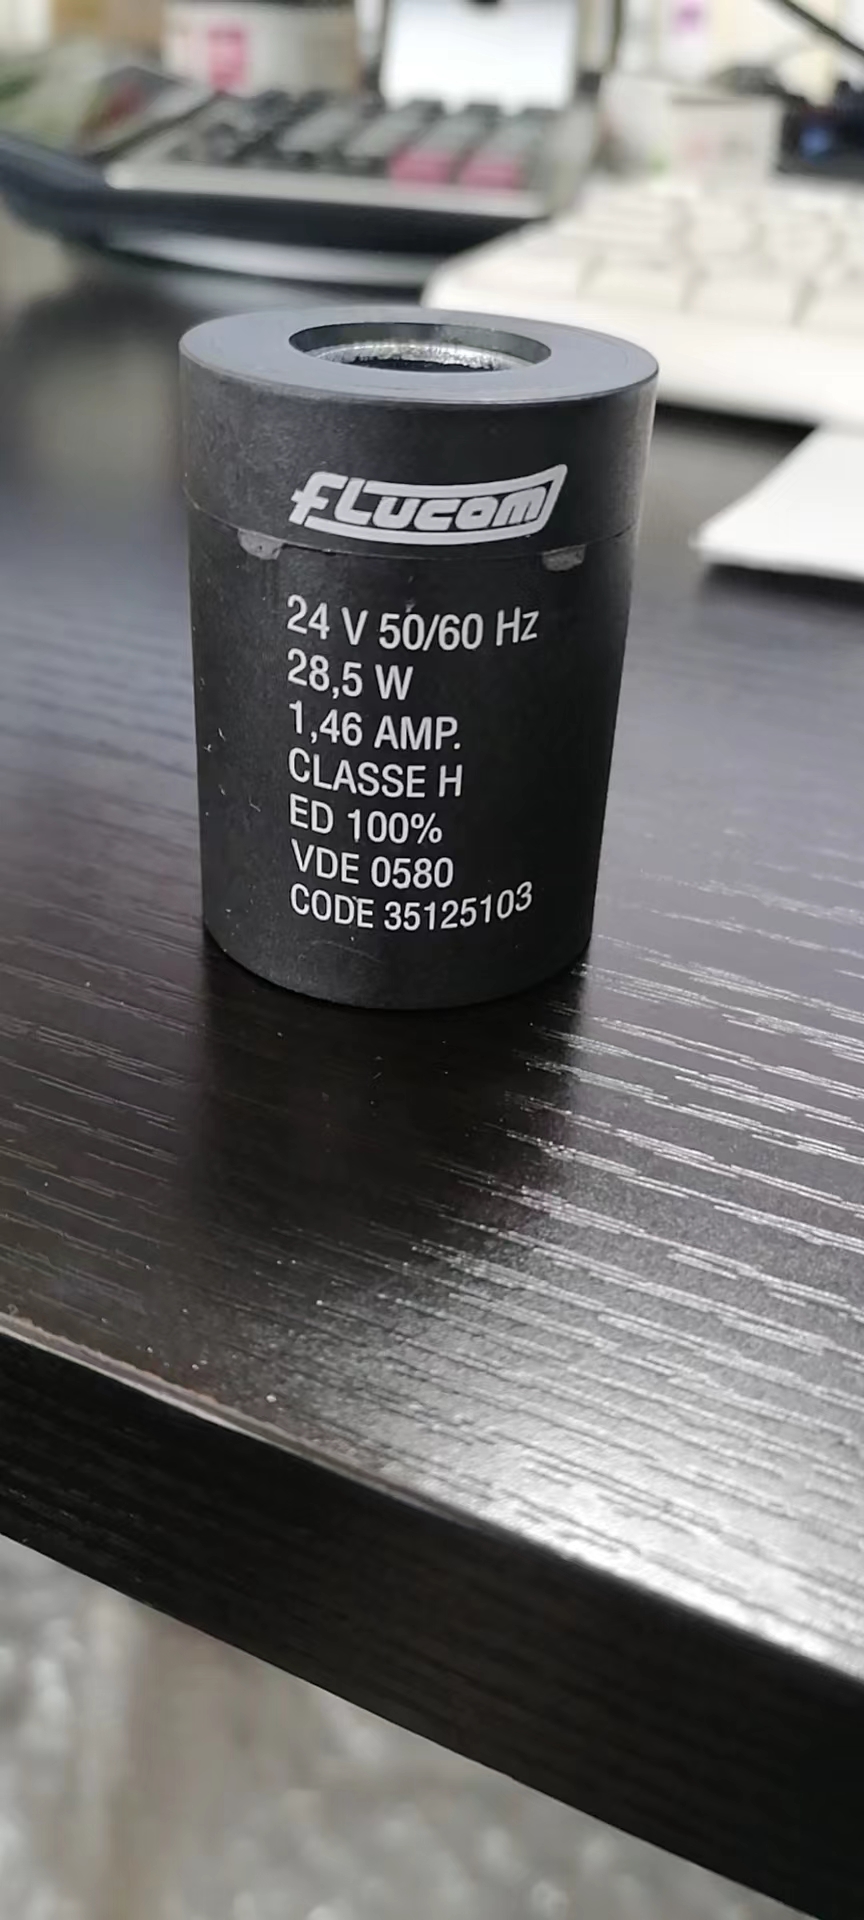 FLUCOM
24 V 50/60 Hz
28,5 W
1,46 AMP.
CLASSE H
ED 100%
VDE 0580
CODE 35125103